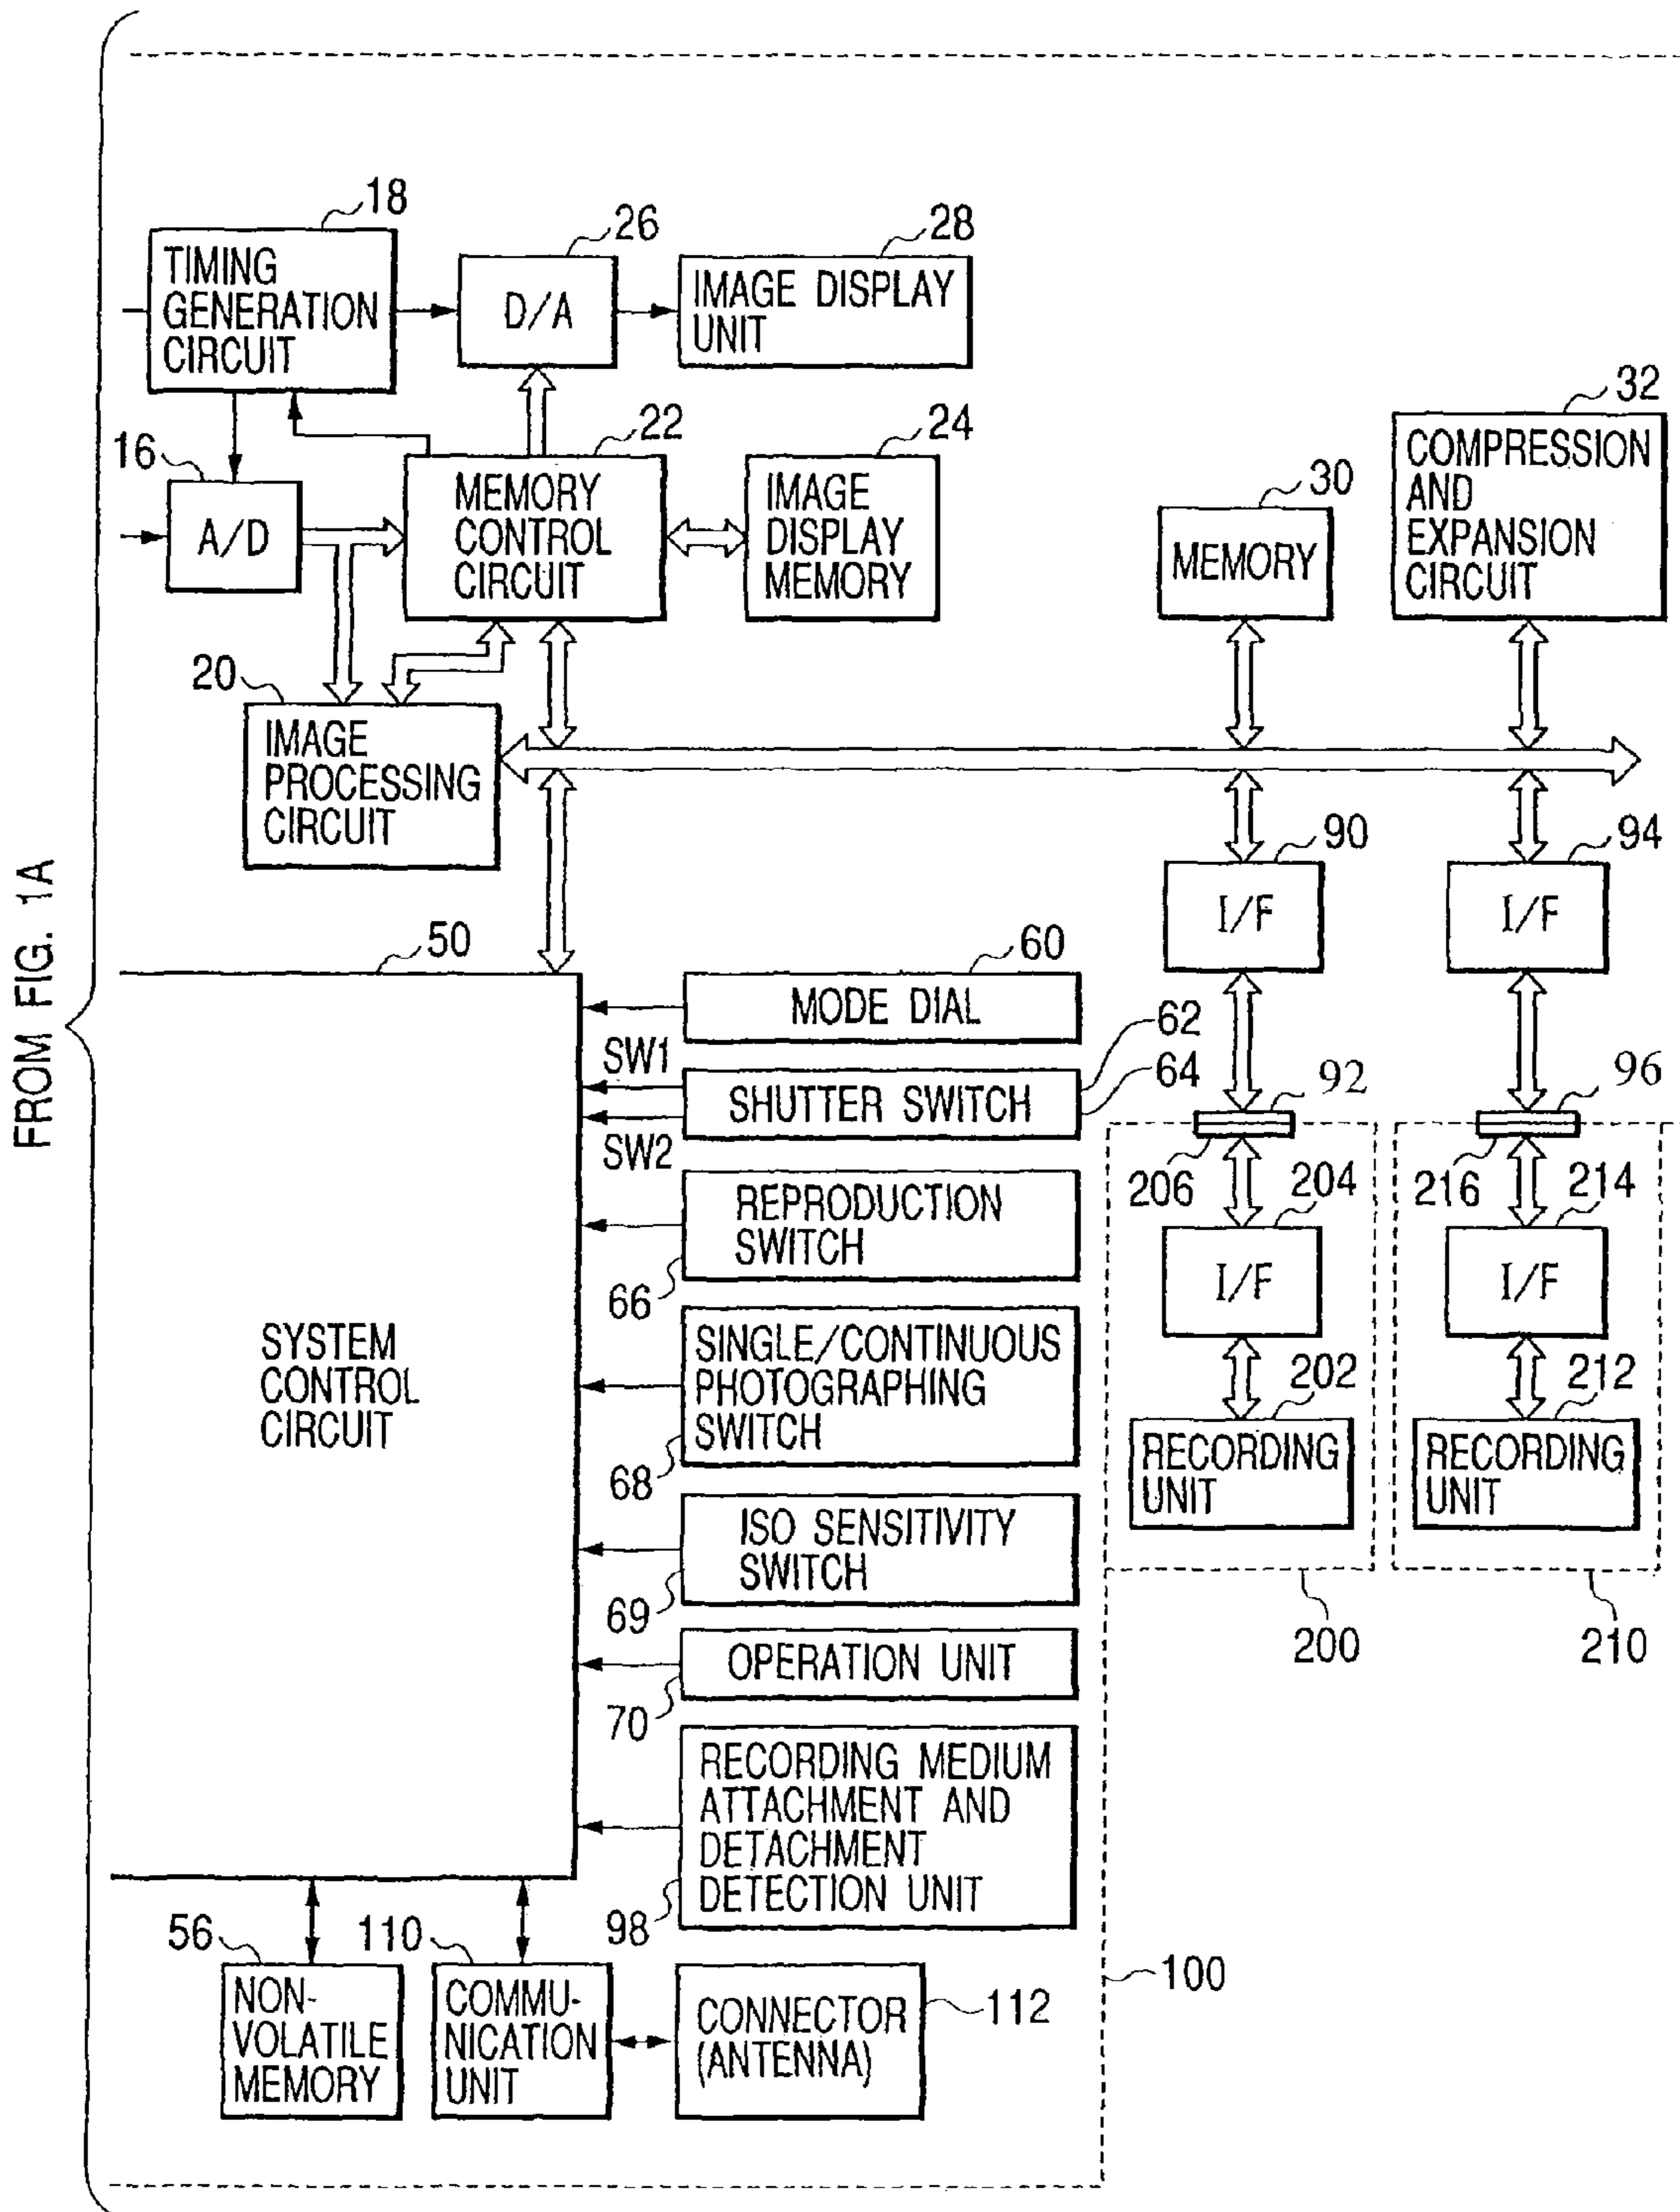 FROM FIG. 1A
18
TIMING
GENERATION
CIRCUIT
26
D/A
28
IMAGE DISPLAY
UNIT
16
A/D
22
MEMORY
CONTROL
CIRCUIT
24
IMAGE
DISPLAY
MEMORY
30
MEMORY
32
COMPRESSION
AND
EXPANSION
CIRCUIT
20
IMAGE
PROCESSING
CIRCUIT
90
I/F
94
I/F
50
SYSTEM
CONTROL
CIRCUIT
60
MODE DIAL
SW1
62
64
SHUTTER SWITCH
SW2
REPRODUCTION
SWITCH
66
SINGLE/CONTINUOUS
PHOTOGRAPHING
SWITCH
68
ISO SENSITIVITY
SWITCH
69
OPERATION UNIT
70
RECORDING MEDIUM
ATTACHMENT AND
DETACHMENT
DETECTION UNIT
98
92
206
204
I/F
202
RECORDING
UNIT
200
96
216
214
I/F
212
RECORDING
UNIT
210
56
NON-
VOLATILE
MEMORY
110
COMMU-
NICATION
UNIT
CONNECTOR
(ANTENNA)
112
100